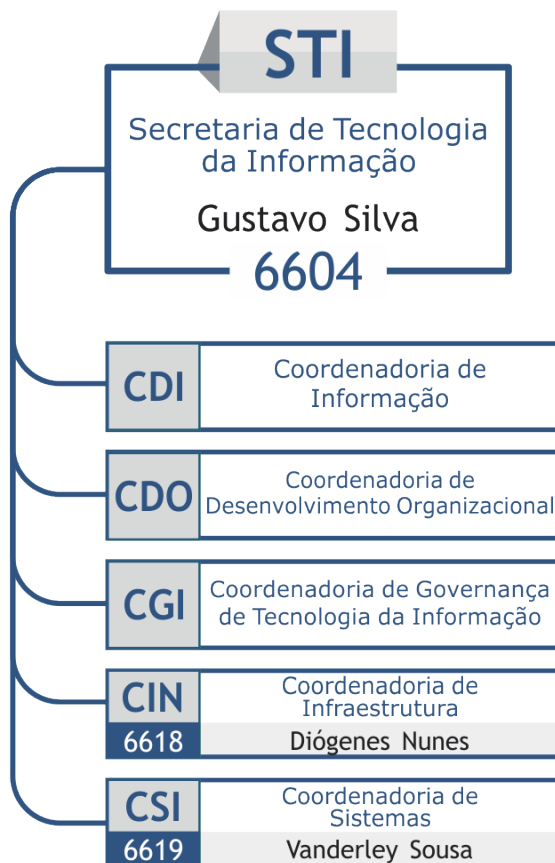 STI
Secretaria de Tecnologia
da Informação
Gustavo Silva
6604
CDI
Coordenadoria de
Informação
CDO
Coordenadoria de
Desenvolvimento Organizacional
CGI
Coordenadoria de Governança
de Tecnologia da Informação
CIN
Coordenadoria de
Infraestrutura
6618
Diógenes Nunes
CSI
Coordenadoria de
Sistemas
6619
Vanderley Sousa